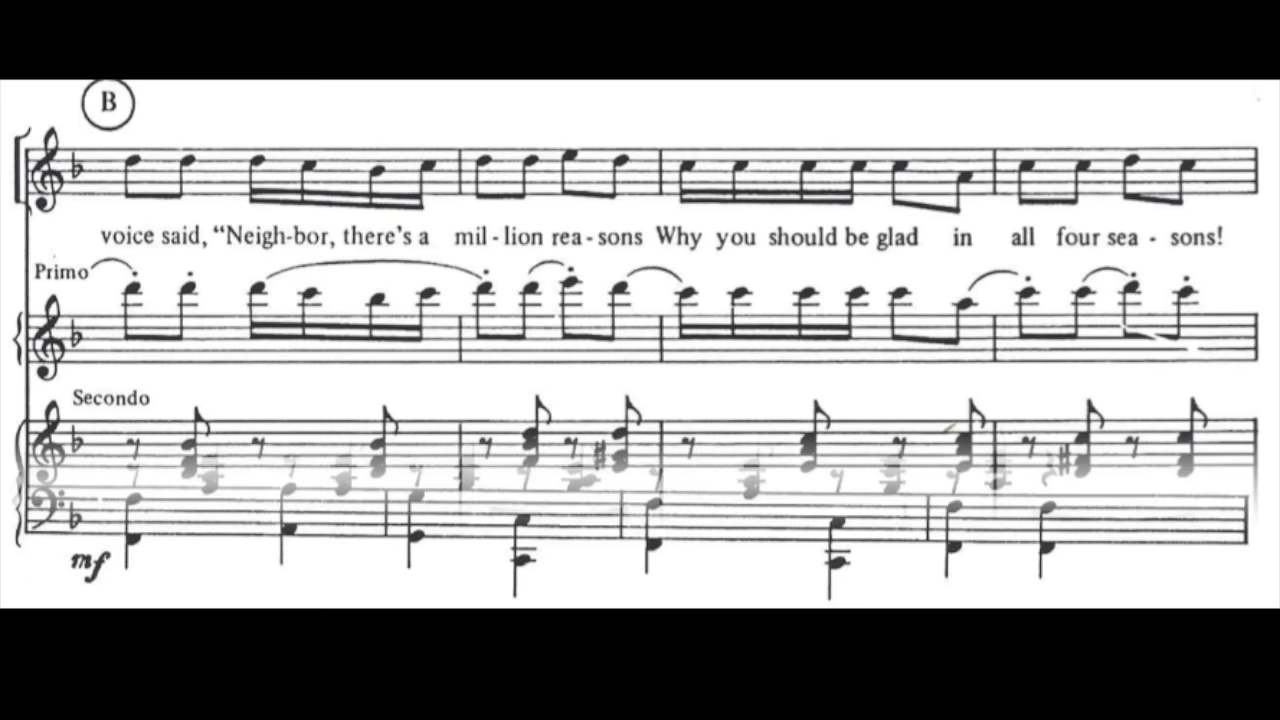 B
voice said, “Neigh-bor, there's a mil - lion rea - sons Why you should be glad in all four sea - sons!
Primo
Secondo
mf